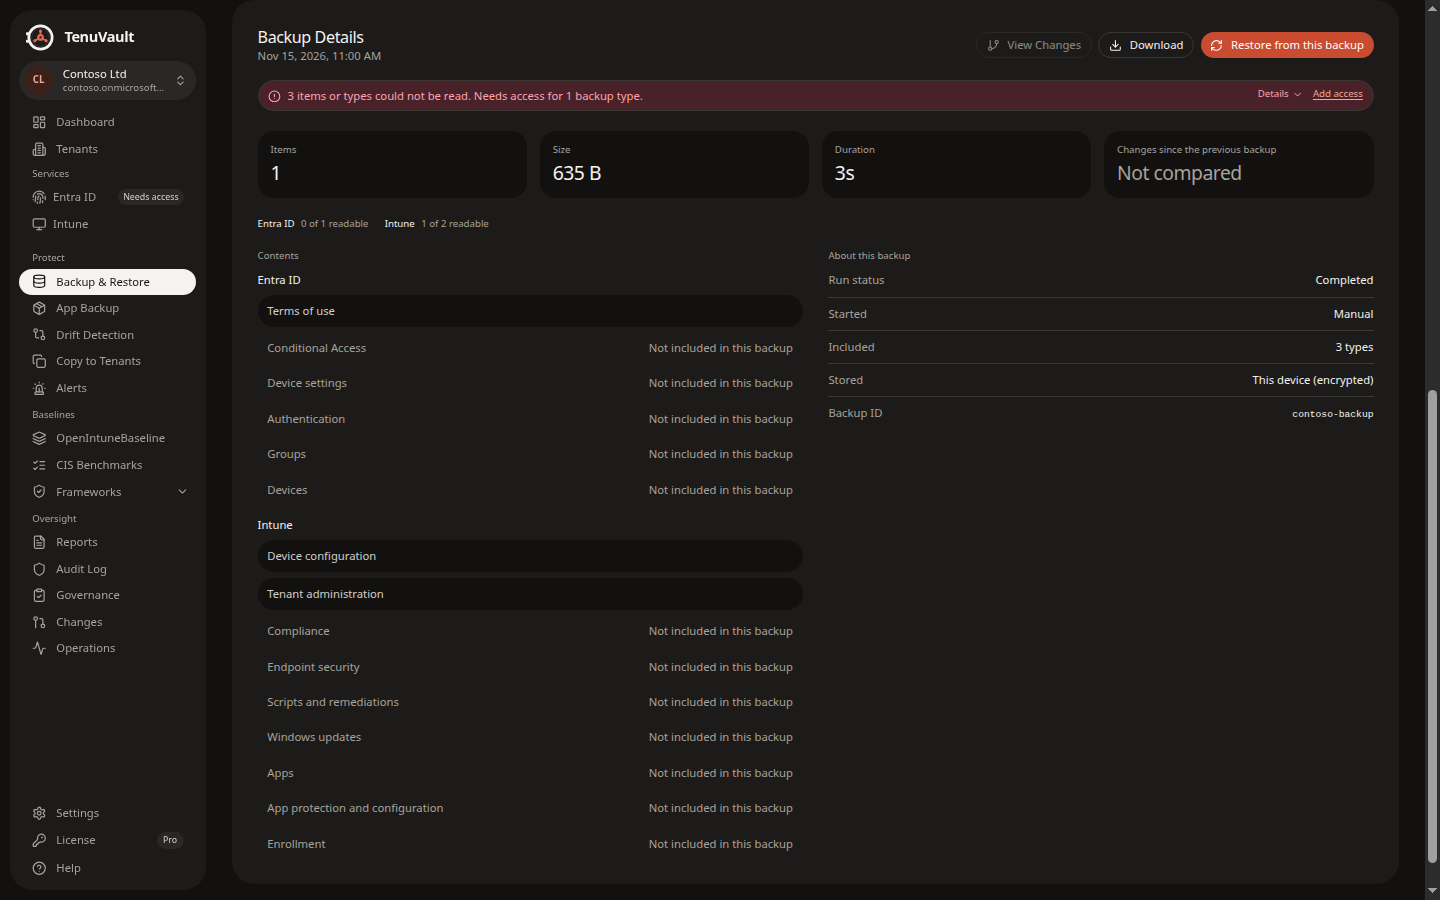 TenuVault
CL
Contoso Ltd
contoso.onmicrosoft...
Dashboard
Tenants
Services
Entra ID Needs access
Intune
Protect
Backup & Restore
App Backup
Drift Detection
Copy to Tenants
Alerts
Baselines
OpenIntuneBaseline
CIS Benchmarks
Frameworks
Oversight
Reports
Audit Log
Governance
Changes
Operations
Settings
License Pro
Help
Backup Details
Nov 15, 2026, 11:00 AM
View Changes Download Restore from this backup
3 items or types could not be read. Needs access for 1 backup type. Details Add access
Items
1
Size
635 B
Duration
3s
Changes since the previous backup
Not compared
Entra ID 0 of 1 readable Intune 1 of 2 readable
Contents
Entra ID
Terms of use
Conditional Access Not included in this backup
Device settings Not included in this backup
Authentication Not included in this backup
Groups Not included in this backup
Devices Not included in this backup
Intune
Device configuration
Tenant administration
Compliance Not included in this backup
Endpoint security Not included in this backup
Scripts and remediations Not included in this backup
Windows updates Not included in this backup
Apps Not included in this backup
App protection and configuration Not included in this backup
Enrollment Not included in this backup
About this backup
Run status Completed
Started Manual
Included 3 types
Stored This device (encrypted)
Backup ID contoso-backup